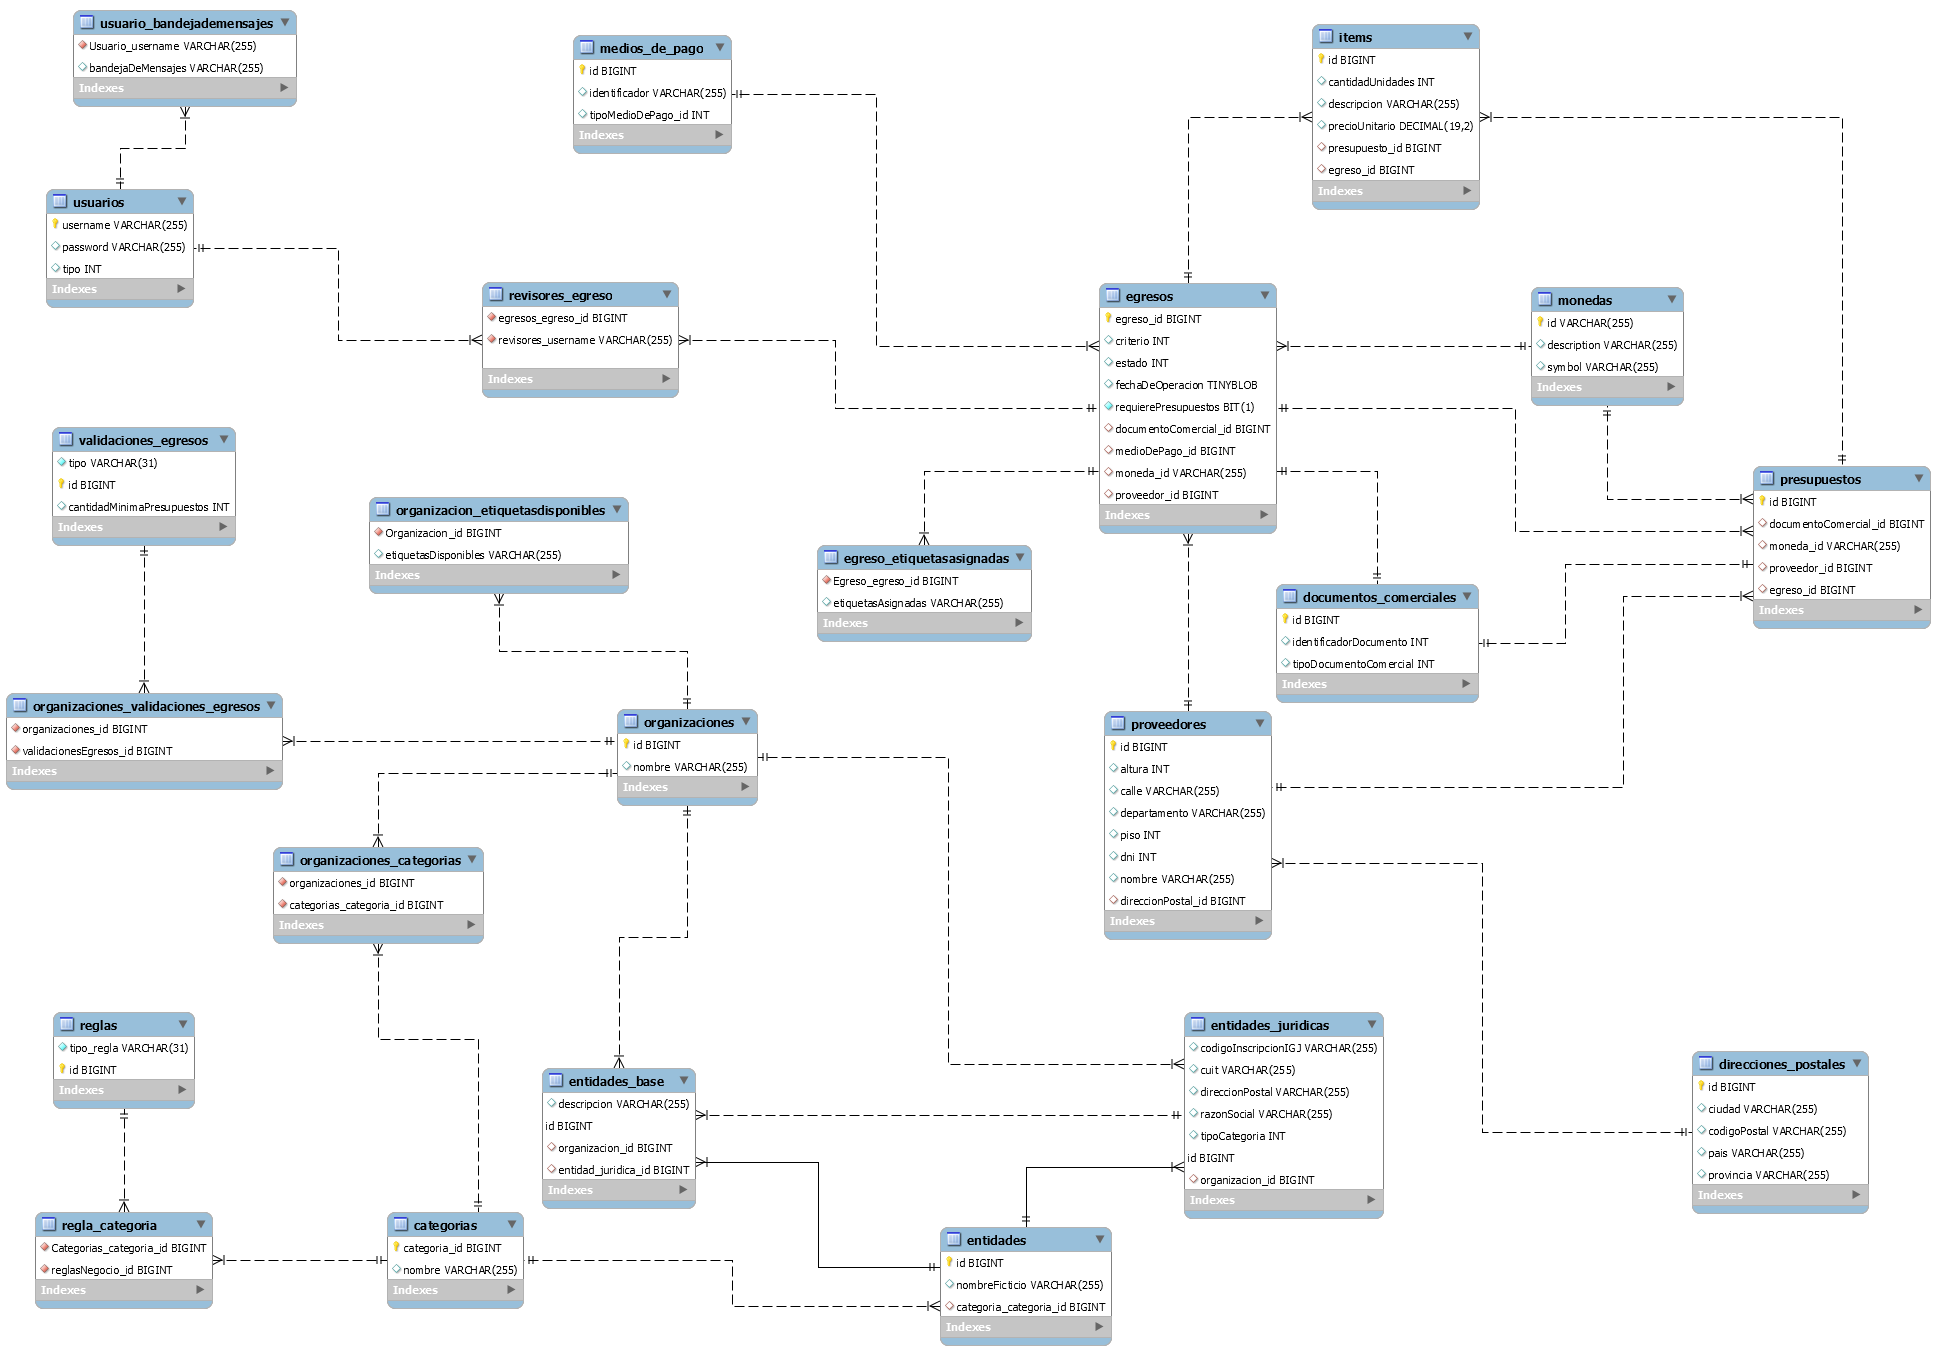 usuario_bandejademensajes
Usuario_username VARCHAR(255)
bandejaDeMensajes VARCHAR(255)
Indexes
medios_de_pago
id BIGINT
identificador VARCHAR(255)
tipoMedioDePago_id INT
Indexes
items
id BIGINT
cantidadUnidades INT
descripcion VARCHAR(255)
precioUnitario DECIMAL(19,2)
presupuesto_id BIGINT
egreso_id BIGINT
Indexes
usuarios
username VARCHAR(255)
password VARCHAR(255)
tipo INT
Indexes
revisores_egreso
egresos_egreso_id BIGINT
revisores_username VARCHAR(255)
Indexes
egresos
egreso_id BIGINT
criterio INT
estado INT
fechaDeOperacion TINYBLOB
requierePresupuestos BIT(1)
documentoComercial_id BIGINT
medioDePago_id BIGINT
moneda_id VARCHAR(255)
proveedor_id BIGINT
Indexes
monedas
id VARCHAR(255)
description VARCHAR(255)
symbol VARCHAR(255)
Indexes
validaciones_egresos
tipo VARCHAR(31)
id BIGINT
cantidadMinimaPresupuestos INT
Indexes
organizacion_etiquetasdisponibles
Organizacion_id BIGINT
etiquetasDisponibles VARCHAR(255)
Indexes
egreso_etiquetasasignadas
Egreso_egreso_id BIGINT
etiquetasAsignadas VARCHAR(255)
Indexes
documentos_comerciales
id BIGINT
identificadorDocumento INT
tipoDocumentoComercial INT
Indexes
presupuestos
id BIGINT
documentoComercial_id BIGINT
moneda_id VARCHAR(255)
proveedor_id BIGINT
egreso_id BIGINT
Indexes
organizaciones_validaciones_egresos
organizaciones_id BIGINT
validacionesEgresos_id BIGINT
Indexes
organizaciones
id BIGINT
nombre VARCHAR(255)
Indexes
proveedores
id BIGINT
altura INT
calle VARCHAR(255)
departamento VARCHAR(255)
piso INT
dni INT
nombre VARCHAR(255)
direccionPostal_id BIGINT
Indexes
organizaciones_categorias
organizaciones_id BIGINT
categorias_categoria_id BIGINT
Indexes
reglas
tipo_regla VARCHAR(31)
id BIGINT
Indexes
entidades_base
descripcion VARCHAR(255)
id BIGINT
organizacion_id BIGINT
entidad_juridica_id BIGINT
Indexes
entidades_juridicas
codigoInscripcionIGJ VARCHAR(255)
cuit VARCHAR(255)
direccionPostal VARCHAR(255)
razonSocial VARCHAR(255)
tipoCategoria INT
id BIGINT
organizacion_id BIGINT
Indexes
direcciones_postales
id BIGINT
ciudad VARCHAR(255)
codigoPostal VARCHAR(255)
pais VARCHAR(255)
provincia VARCHAR(255)
Indexes
regla_categoria
Categorias_categoria_id BIGINT
reglasNegocio_id BIGINT
Indexes
categorias
categoria_id BIGINT
nombre VARCHAR(255)
Indexes
entidades
id BIGINT
nombreFicticio VARCHAR(255)
categoria_categoria_id BIGINT
Indexes